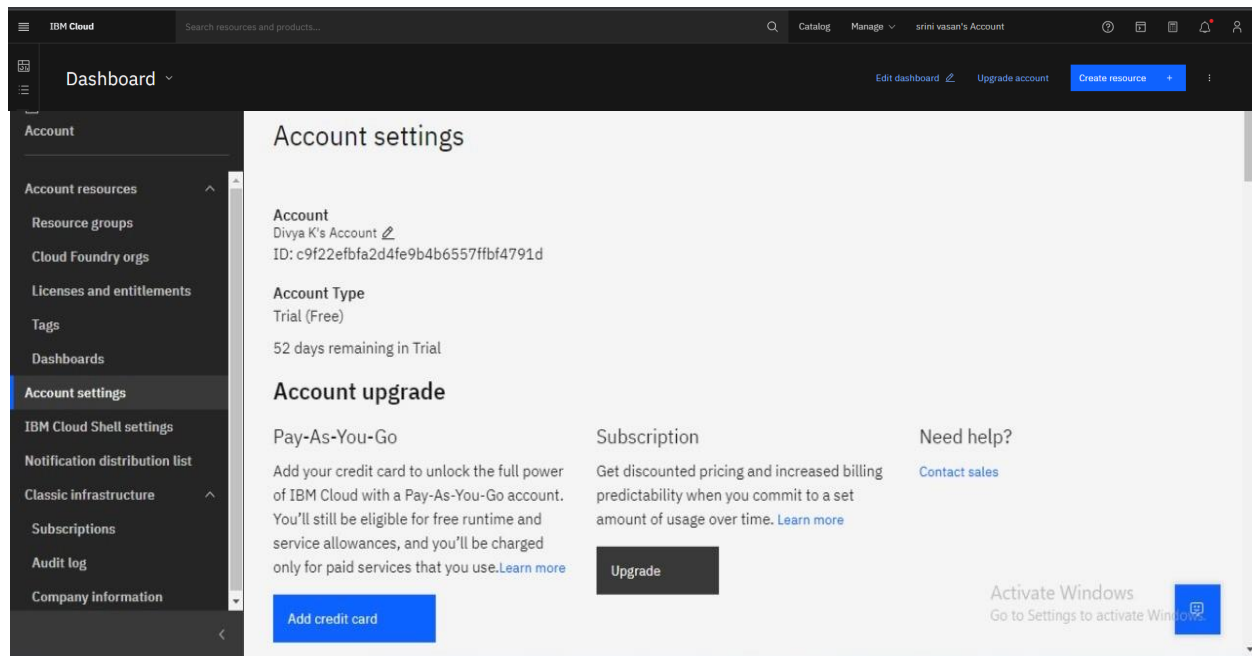 IBM Cloud
Search resources and products...
Catalog
Manage
srini vasan's Account
Dashboard
Edit dashboard
Upgrade account
Create resource +
Account
Account resources
Resource groups
Cloud Foundry orgs
Licenses and entitlements
Tags
Dashboards
Account settings
IBM Cloud Shell settings
Notification distribution list
Classic infrastructure
Subscriptions
Audit log
Company information
Account settings
Account
Divya K's Account
ID: c9f22efbfa2d4fe9b4b6557ffbf4791d
Account Type
Trial (Free)
52 days remaining in Trial
Account upgrade
Pay-As-You-Go
Add your credit card to unlock the full power
of IBM Cloud with a Pay-As-You-Go account.
You'll still be eligible for free runtime and
service allowances, and you'll be charged
only for paid services that you use.Learn more
Add credit card
Subscription
Get discounted pricing and increased billing
predictability when you commit to a set
amount of usage over time. Learn more
Upgrade
Need help?
Contact sales
Activate Windows
Go to Settings to activate Windows.